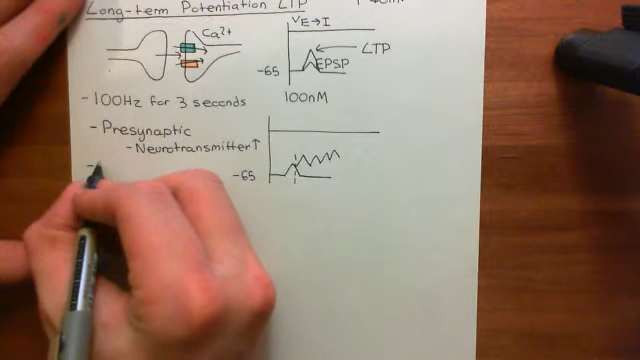 Long-term Potentiation LTP
VE→I
Ca2+
LTP
EPSP
-65
- 100Hz for 3 seconds
100nM
- Presynaptic
- Neurotransmitter↑
-65
-